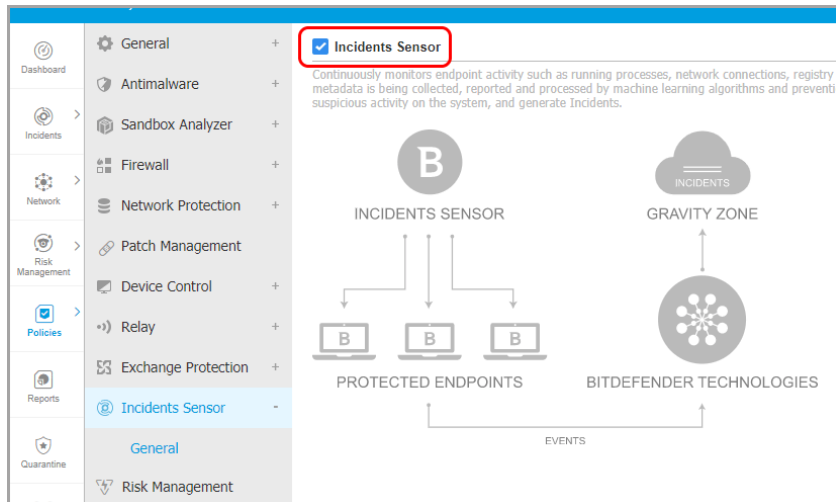 Dashboard
Incidents
Network
Risk
Management
Policies
Reports
Quarantine
General
Antimalware
Sandbox Analyzer
Firewall
Network Protection
Patch Management
Device Control
Relay
Exchange Protection
Incidents Sensor
General
Risk Management
Incidents Sensor
Continuously monitors endpoint activity such as running processes, network connections, registry
metadata is being collected, reported and processed by machine learning algorithms and preventi
suspicious activity on the system, and generate Incidents.
B
INCIDENTS SENSOR
INCIDENTS
GRAVITY ZONE
B
B
B
PROTECTED ENDPOINTS
BITDEFENDER TECHNOLOGIES
EVENTS